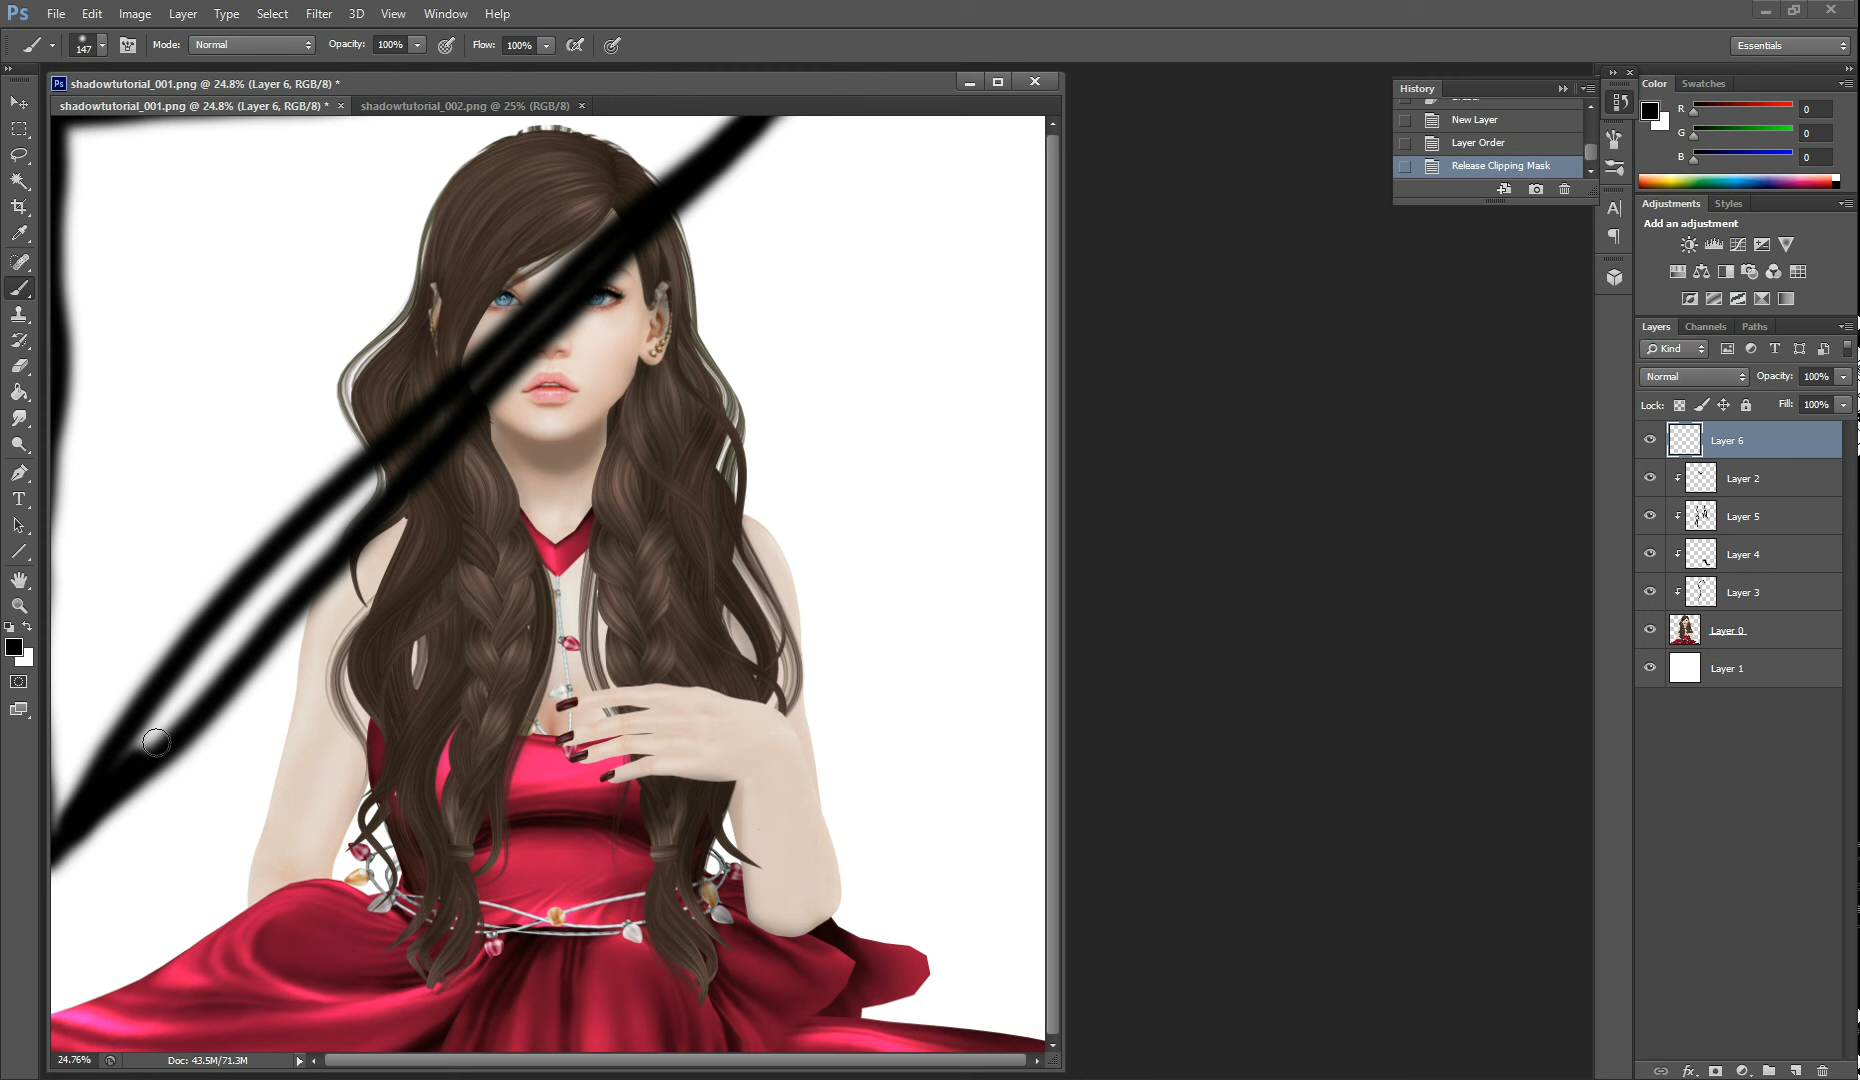 Ps File Edit Image Layer Type Select Filter 3D View Window Help
147 Mode: Normal Opacity: 100% Flow: 100% Essentials
Ps shadowtutorial_001.png @ 24.8% (Layer 6, RGB/8) *
shadowtutorial_001.png @ 24.8% (Layer 6, RGB/8) * × shadowtutorial_002.png @ 25% (RGB/8) ×
History
New Layer
Layer Order
Release Clipping Mask
Color Swatches
R 0
G 0
B 0
Adjustments Styles
Add an adjustment
Layers Channels Paths
Kind
Normal Opacity: 100%
Lock: Fill: 100%
Layer 6
Layer 2
Layer 5
Layer 4
Layer 3
Layer 0
Layer 1
24.76% Doc: 43.5M/71.3M
fx